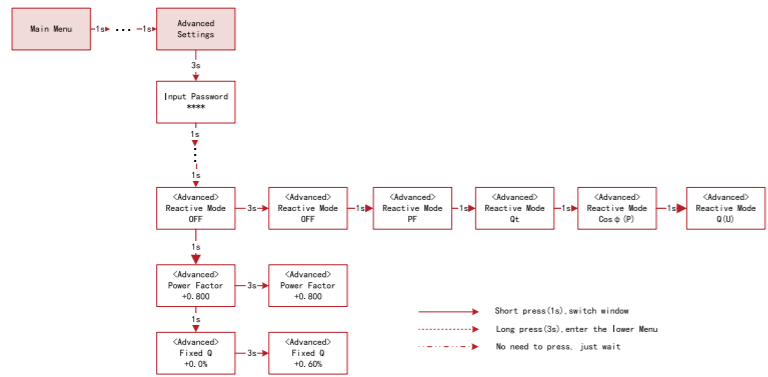 Main Menu
1s
...
1s
Advanced
Settings
3s
Input Password
****
1s
1s
<Advanced>
Reactive Mode
OFF
3s
<Advanced>
Reactive Mode
OFF
1s
<Advanced>
Reactive Mode
PF
1s
<Advanced>
Reactive Mode
Qt
1s
<Advanced>
Reactive Mode
Cosφ(P)
1s
<Advanced>
Reactive Mode
Q(U)
1s
<Advanced>
Power Factor
+0.800
3s
<Advanced>
Power Factor
+0.800
1s
<Advanced>
Fixed Q
+0.0%
3s
<Advanced>
Fixed Q
+0.60%
Short press(1s),switch window
Long press(3s),enter the lower Menu
No need to press, just wait